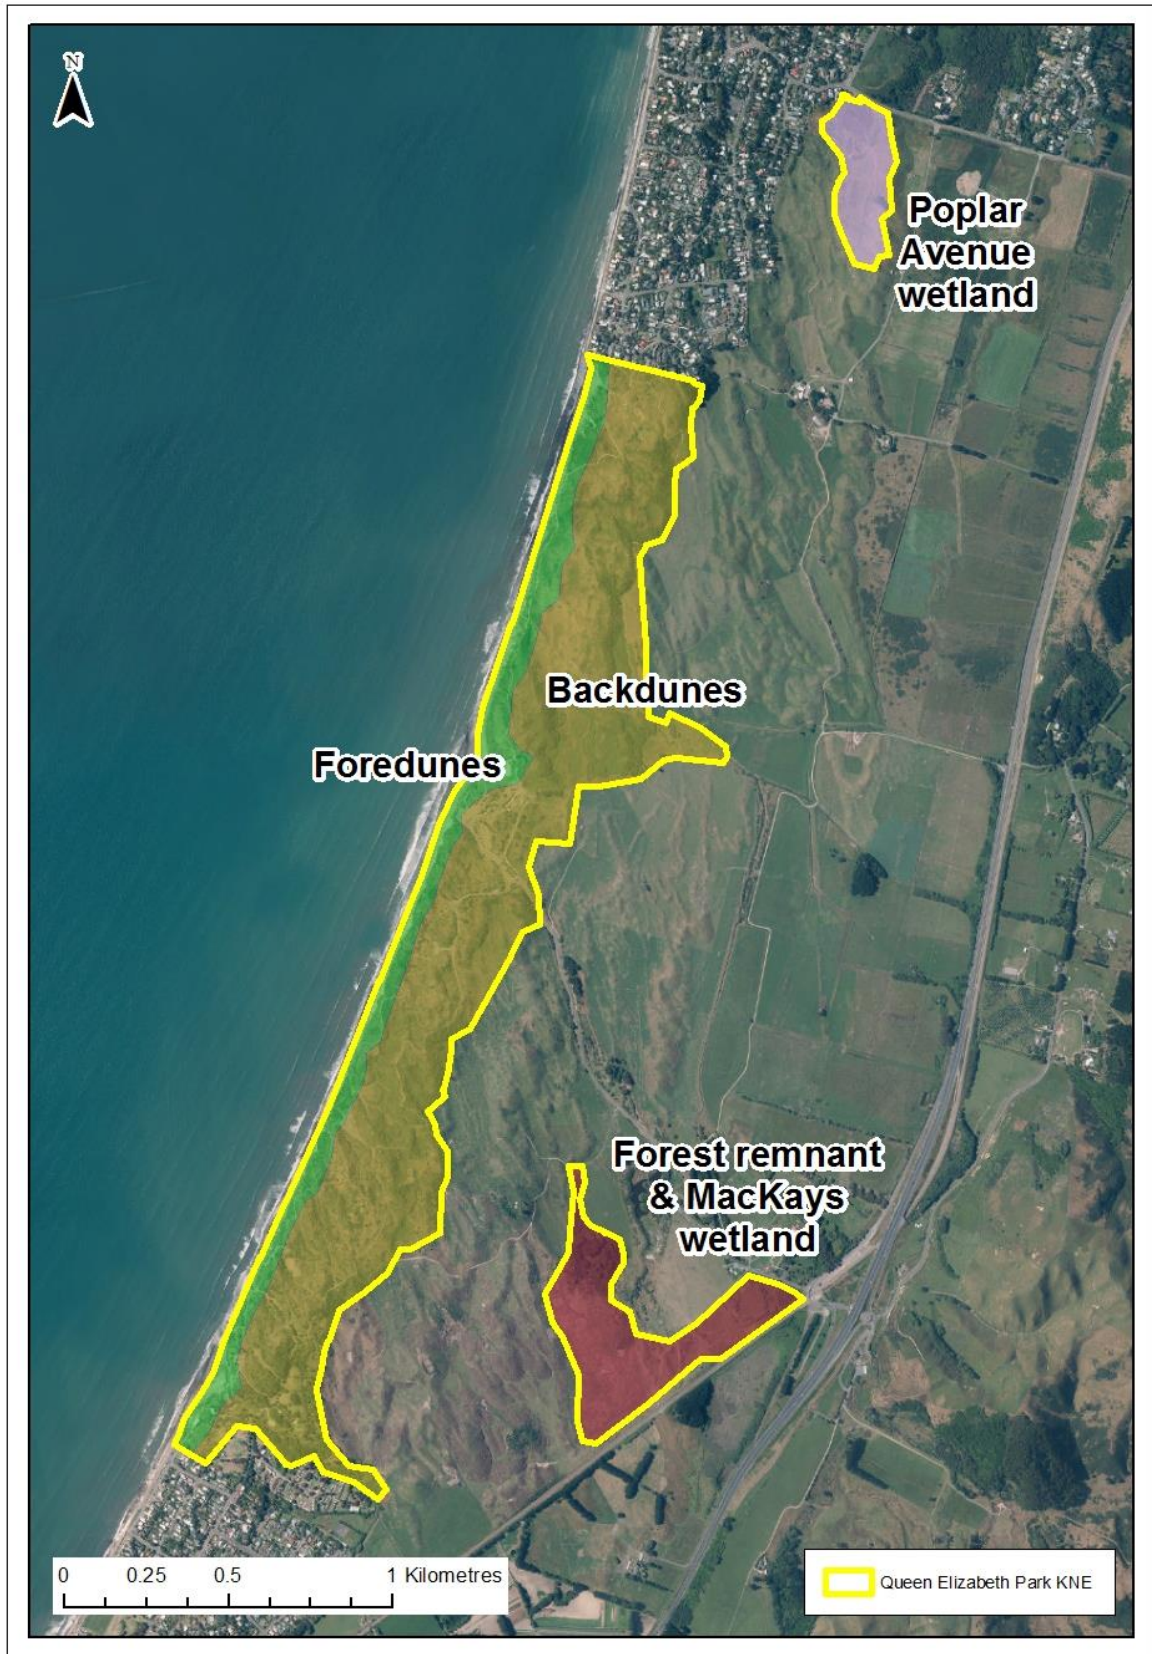 N
Poplar
Avenue
wetland
Backdunes
Foredunes
Forest remnant
& MacKays
wetland
0 0.25 0.5 1 Kilometres
Queen Elizabeth Park KNE